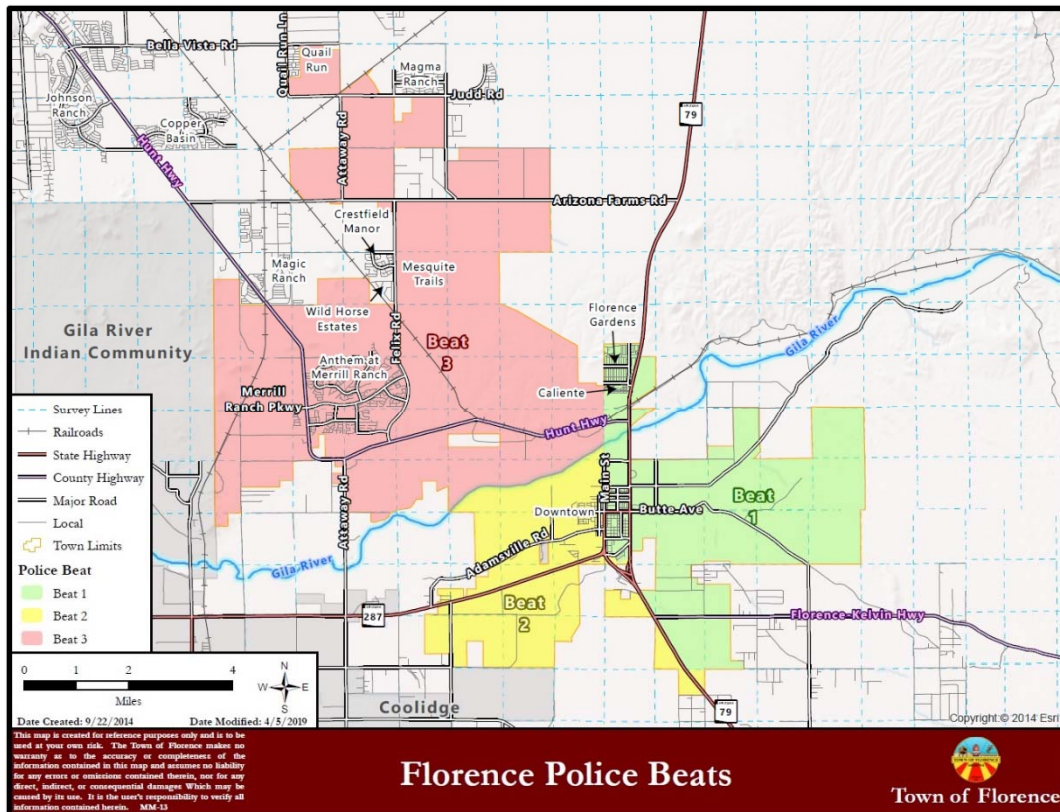 Bella Vista Rd
Quail Run Ln
Quail
Run
Magma
Ranch
Judd Rd
Johnson
Ranch
Copper
Basin
Hunt Hwy
Attaway Rd
79
Arizona Farms Rd
Crestfield
Manor
Magic
Ranch
Mesquite
Trails
Wild Horse
Estates
Felix Rd
Gila River
Indian Community
Beat
3
Florence
Gardens
Gila River
Anthem at
Merrill Ranch
Merrill
Ranch Pkwy
Caliente
Hunt Hwy
Attaway Rd
Main St
Downtown
Butte Ave
Beat
1
Adamsville Rd
Gila River
Beat
2
287
Florence-Kelvin Hwy
Coolidge
79
Survey Lines
Railroads
State Highway
County Highway
Major Road
Local
Town Limits
Police Beat
Beat 1
Beat 2
Beat 3
0 1 2 4
Miles
N
W E
S
Date Created: 9/22/2014 Date Modified: 4/5/2019
Copyright:© 2014 Esri
This map is created for reference purposes only and is to be
used at your own risk. The Town of Florence makes no
warranty as to the accuracy or completeness of the
information contained in this map and assumes no liability
for any errors or omissions contained therein, nor for any
direct, indirect, or consequential damages Which may be
caused by its use. It is the user's responsibility to verify all
information contained herein. MM-13
Florence Police Beats
TOWN OF FLORENCE
Town of Florence